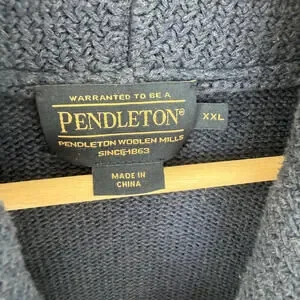 WARRANTED TO BE A
PENDLETON®
PENDLETON WOOLEN MILLS
SINCE 1863
XXL
MADE IN
CHINA